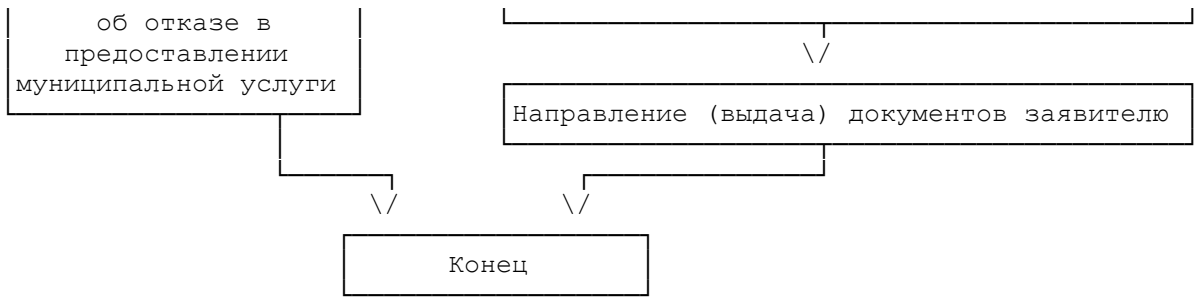 об отказе в
предоставлении
муниципальной услуги
Направление (выдача) документов заявителю
Конец